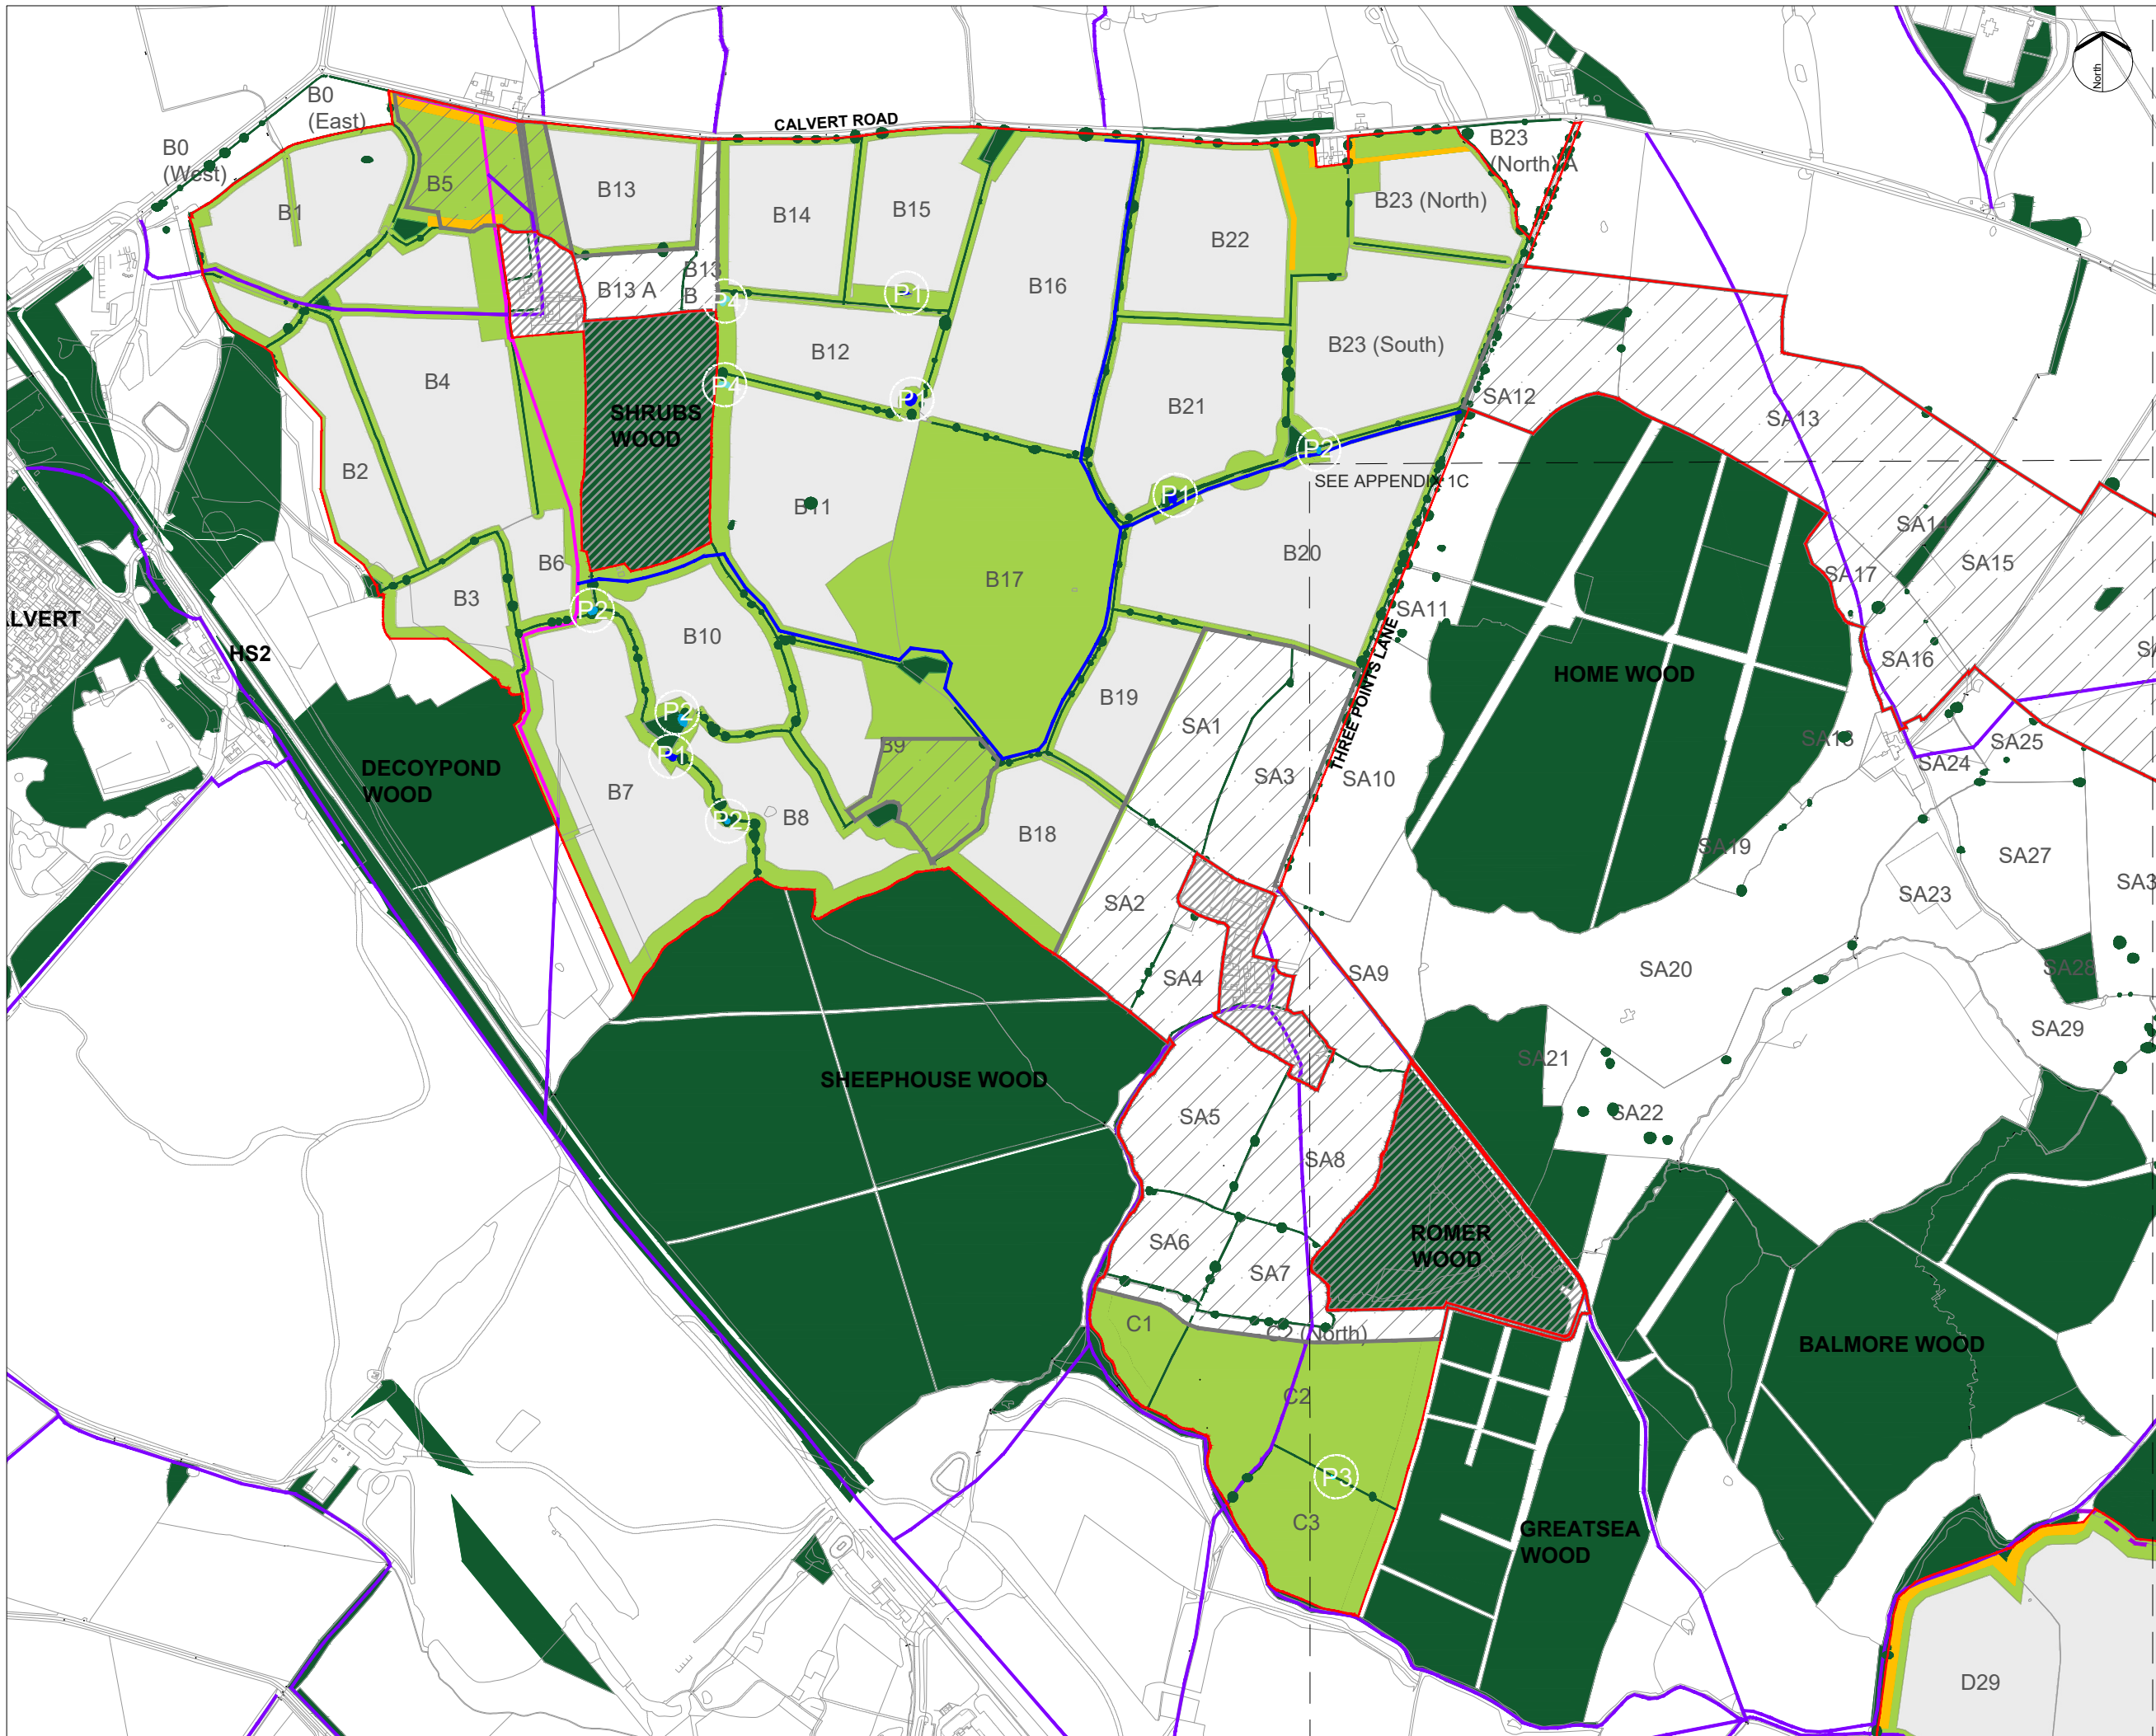 North
B0
(East)
CALVERT ROAD
B0
(West)
B23
(North) A
B5
B13
B14
B15
B23 (North)
B1
B22
B13 A
B13
B
P4
P1
B16
B12
B23 (South)
B4
P4
P1
B21
SA12
SA13
SHRUBS
WOOD
P2
B2
SEE APPENDIX 1C
P1
B11
SA14
B20
SA15
B6
B17
SA17
B3
P2
SA11
B10
HS2
HOME WOOD
SA16
THREE POINTS LANE
P2
B19
SA1
SA18
SA25
B9
P1
DECOYPOND
WOOD
SA3
SA10
SA24
B7
P2
B8
B18
SA19
SA27
SA23
SA2
SA4
SA9
SA20
SA28
SA29
SHEEPHOUSE WOOD
SA21
SA5
SA22
SA8
ROMER
WOOD
SA6
SA7
C1
C2 (North)
BALMORE WOOD
C2
P3
C3
GREATSEA
WOOD
D29